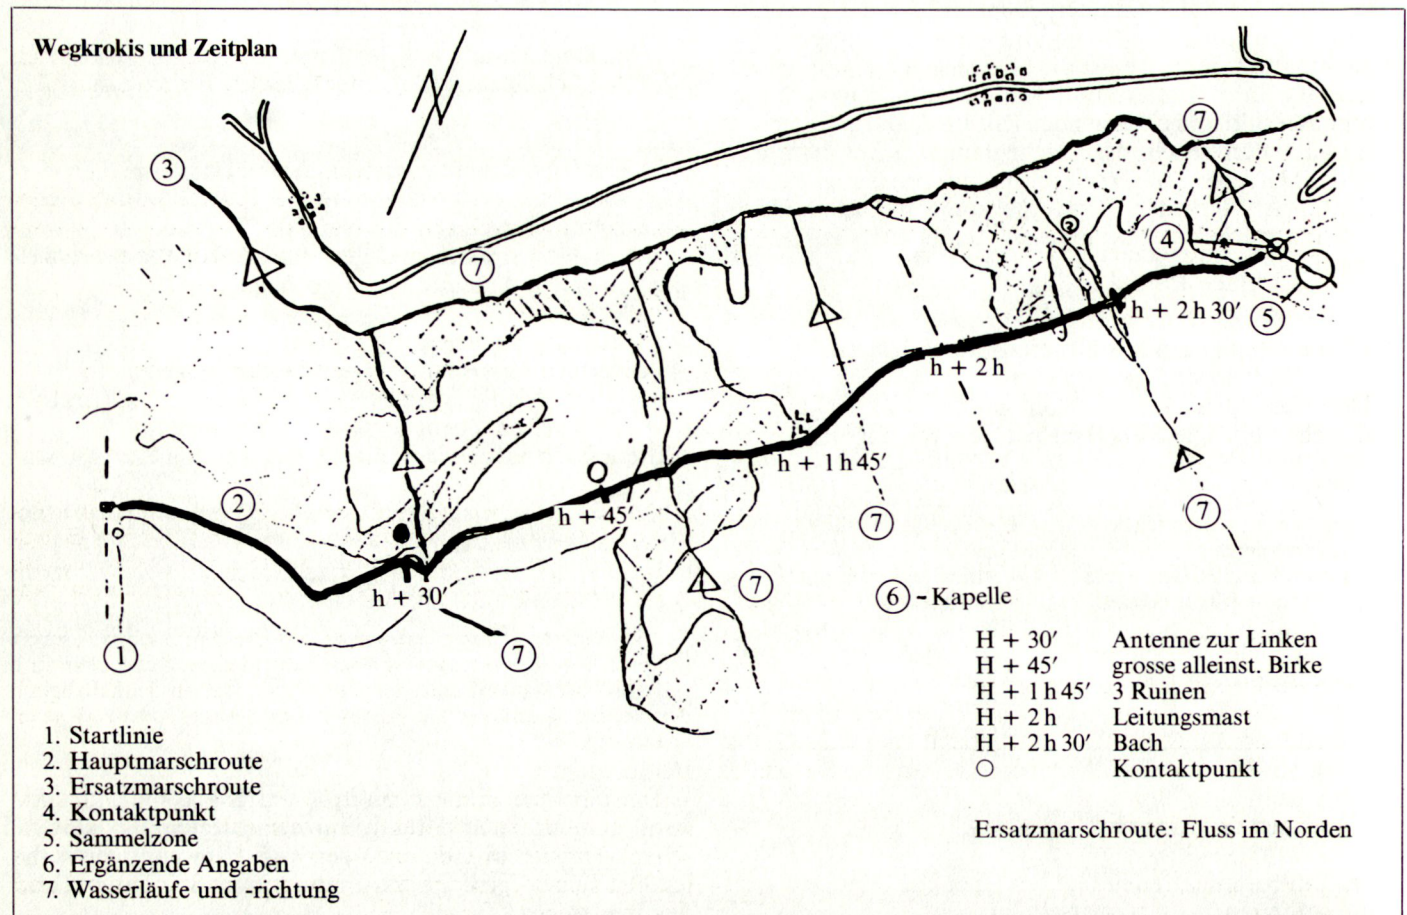 Wegkrokis und Zeitplan
N
3
7
7
4
h + 2 h 30′
5
h + 2 h
h + 1 h 45′
2
h + 45′
7
7
h + 30′
7
7
1
6 - Kapelle
H + 30′ Antenne zur Linken
H + 45′ grosse alleinst. Birke
H + 1 h 45′ 3 Ruinen
H + 2 h Leitungsmast
H + 2 h 30′ Bach
○ Kontaktpunkt
Ersatzmarschroute: Fluss im Norden
1. Startlinie
2. Hauptmarschroute
3. Ersatzmarschroute
4. Kontaktpunkt
5. Sammelzone
6. Ergänzende Angaben
7. Wasserläufe und -richtung